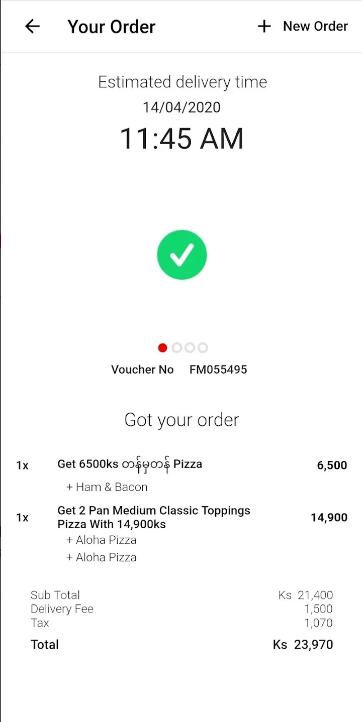 Your Order
+ New Order
Estimated delivery time
14/04/2020
11:45 AM
Voucher No FM055495
Got your order
1x Get 6500ks တန်မှတန် Pizza 6,500
+ Ham & Bacon
1x Get 2 Pan Medium Classic Toppings 14,900
Pizza With 14,900ks
+ Aloha Pizza
+ Aloha Pizza
Sub Total Ks 21,400
Delivery Fee 1,500
Tax 1,070
Total Ks 23,970